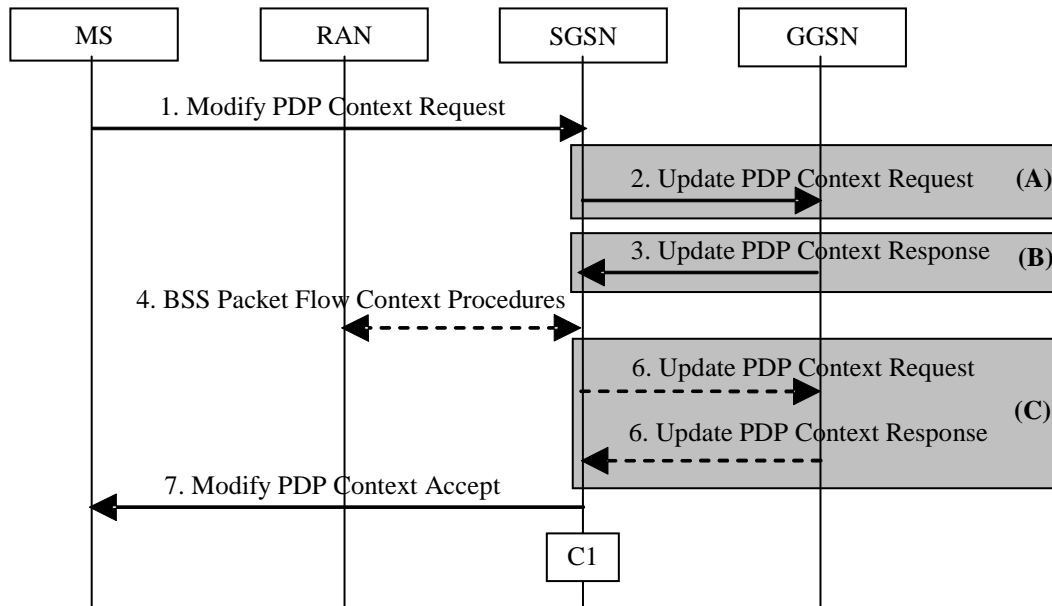 MS RAN SGSN GGSN
1. Modify PDP Context Request
2. Update PDP Context Request (A)
3. Update PDP Context Response (B)
4. BSS Packet Flow Context Procedures
6. Update PDP Context Request
(C)
6. Update PDP Context Response
7. Modify PDP Context Accept
C1